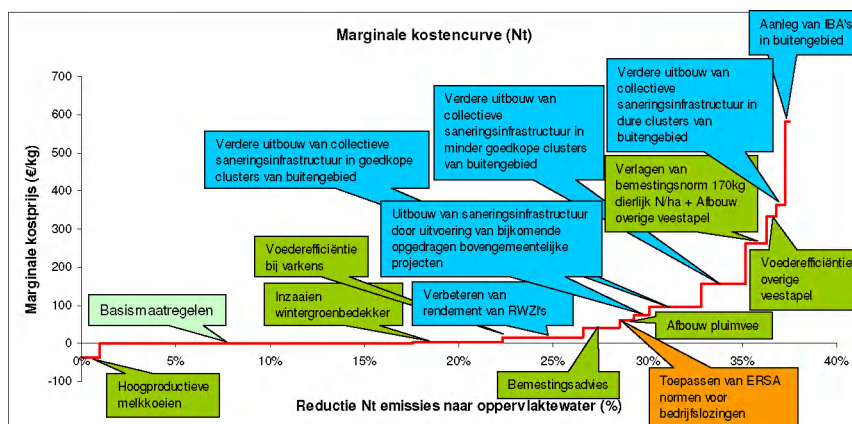 Marginale kostencurve (Nt)
Aanleg van IBA's
in buitengebied
Verdere uitbouw van
collectieve
saneringsinfrastructuur in
dure clusters van
buitengebied
Verdere uitbouw van
collectieve
saneringsinfrastructuur in
minder goedkope clusters
van buitengebied
Verdere uitbouw van collectieve
saneringsinfrastructuur in goedkope
clusters van buitengebied
Verlagen van
bemestingsnorm 170kg
dierlijk N/ha + Afbouw
overige veestapel
Uitbouw van saneringsinfrastructuur
door uitvoering van bijkomende
opgedragen bovengemeentelijke
projecten
Voederefficiëntie
bij varkens
Voederefficiëntie
overige
veestapel
Inzaaien
wintergroenbedekker
Verbeteren van
rendement van RWZI's
Basismaatregelen
Afbouw pluimvee
Hoogproductieve
melkkoeien
Bemestingsadvies
Toepassen van ERSA
normen voor
bedrijfslozingen
Marginale kostprijs (€/kg)
700
600
500
400
300
200
100
0
-100
0% 5% 10% 15% 20% 25% 30% 35% 40%
Reductie Nt emissies naar oppervlaktewater (%)